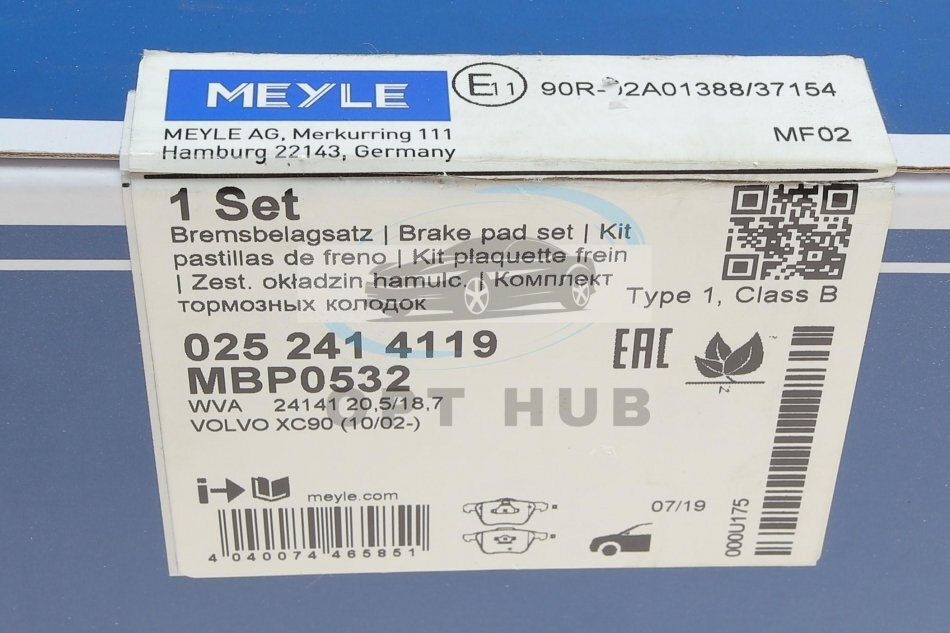 MEYLE
E11
90R- 02A01388/37154
MEYLE AG, Merkurring 111
Hamburg 22143, Germany
MF02
1 Set
Bremsbelagsatz | Brake pad set | Kit
pastillas de freno | Kit plaquette frein
| Zest. okładzin hamulc. | Комплект
тормозных колодок
Type 1, Class B
025 241 4119
MBP0532
WVA 24141 20,5/18,7
VOLVO XC90 (10/02-)
EAC
OPT HUB
meyle.com
07/19
000U175
4 040074 465851